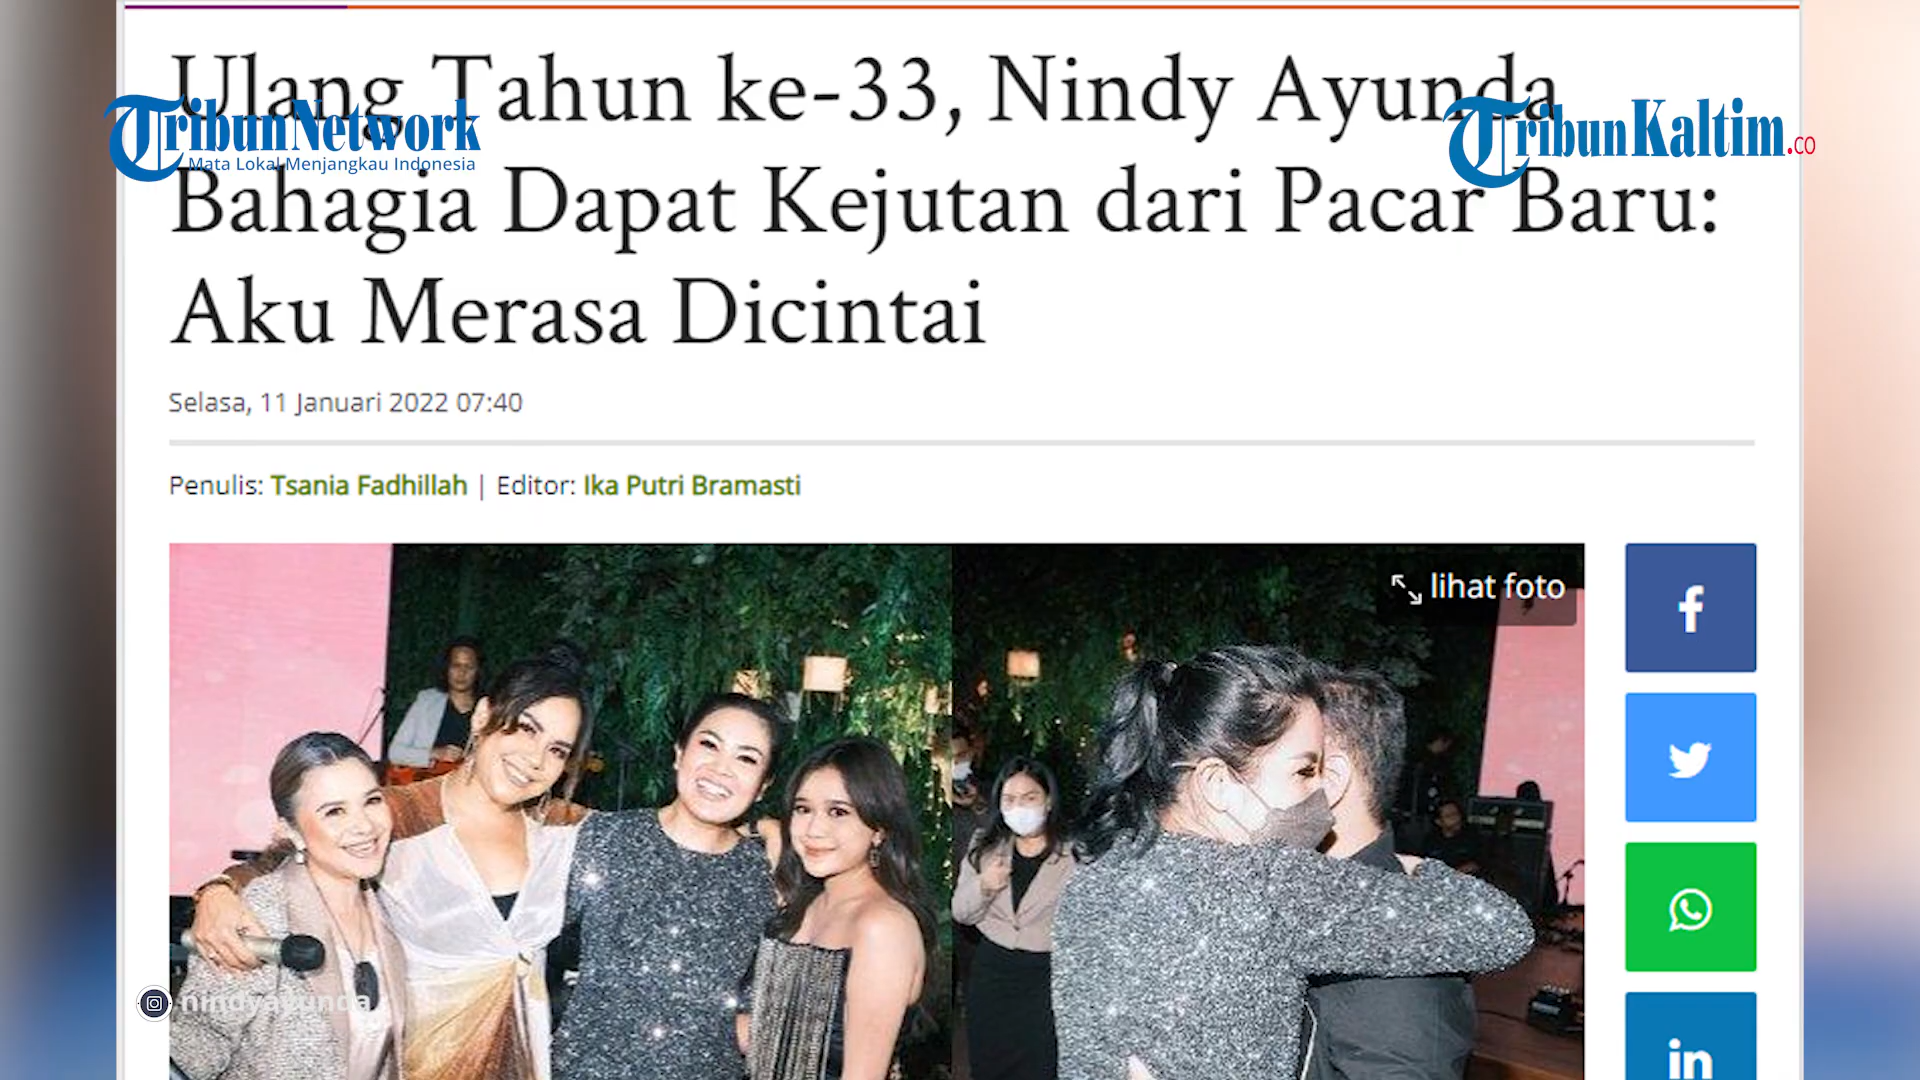 Ulang Tahun ke-33, Nindy Ayunda
TribunNetwork
Mata Lokal Menjangkau Indonesia
TribunKaltim.co
Bahagia Dapat Kejutan dari Pacar Baru:
Aku Merasa Dicintai
Selasa, 11 Januari 2022 07:40
Penulis: Tsania Fadhillah | Editor: Ika Putri Bramasti
lihat foto
nindyayunda